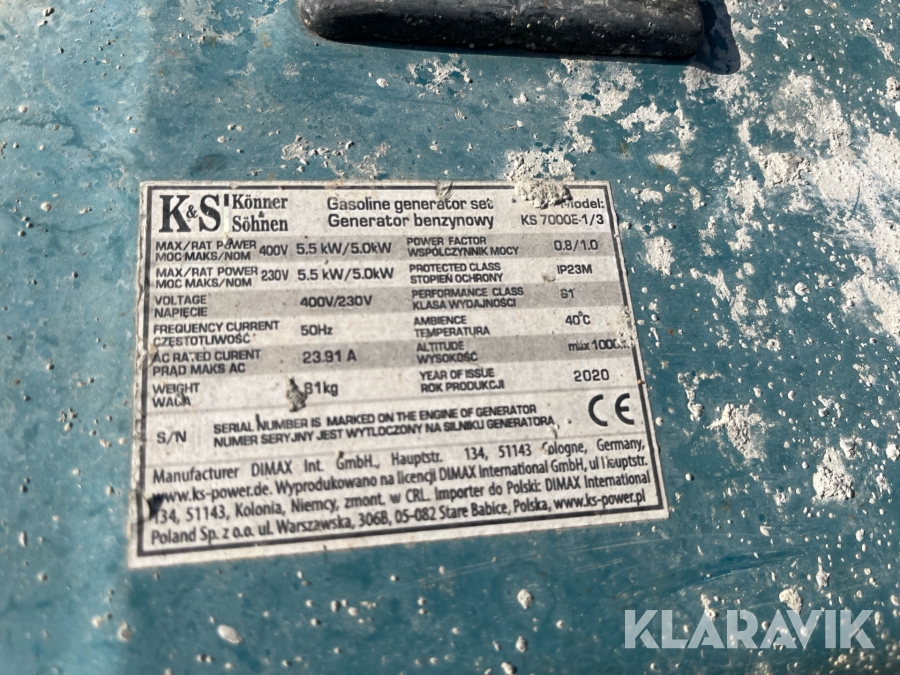 K&S Könner & Söhnen
Gasoline generator set
Generator benzynowy
Model:
KS 7000E-1/3
MAX/RAT POWER
MOC MAKS/NOM 400V 5.5 kW/5.0kW
POWER FACTOR
WSPÓLCZYNNIK MOCY 0.8/1.0
MAX/RAT POWER
MOC MAKS/NOM 230V 5.5 kW/5.0kW
PROTECTED CLASS
STOPIEŃ OCHRONY IP23M
VOLTAGE
NAPIĘCIE 400V/230V
PERFORMANCE CLASS
KLASA WYDAJNOŚCI G1
FREQUENCY CURRENT
CZĘSTOTLIWOŚĆ 50Hz
AMBIENCE
TEMPERATURA 40°C
AC RATED CURENT
PRĄD MAKS AC 23.91 A
ALTITUDE
WYSOKOŚĆ max 1000
WEIGHT
WAGA 81kg
YEAR OF ISSUE
ROK PRODUKCJI 2020
S/N
SERIAL NUMBER IS MARKED ON THE ENGINE OF GENERATOR
NUMER SERYJNY JEST WYTLOCZONY NA SILNIKU GENERATORA
CE
Manufacturer DIMAX Int. GmbH., Hauptstr. 134, 51143 Cologne, Germany,
www.ks-power.de. Wyprodukowano na licencji DIMAX International GmbH, ul Hauptstr.
134, 51143, Kolonia, Niemcy, zmont. w CRL. Importer do Polski: DIMAX International
Poland Sp. z o.o. ul. Warszawska, 306B, 05-082 Stare Babice, Polska, www.ks-power.pl
KLARAVIK